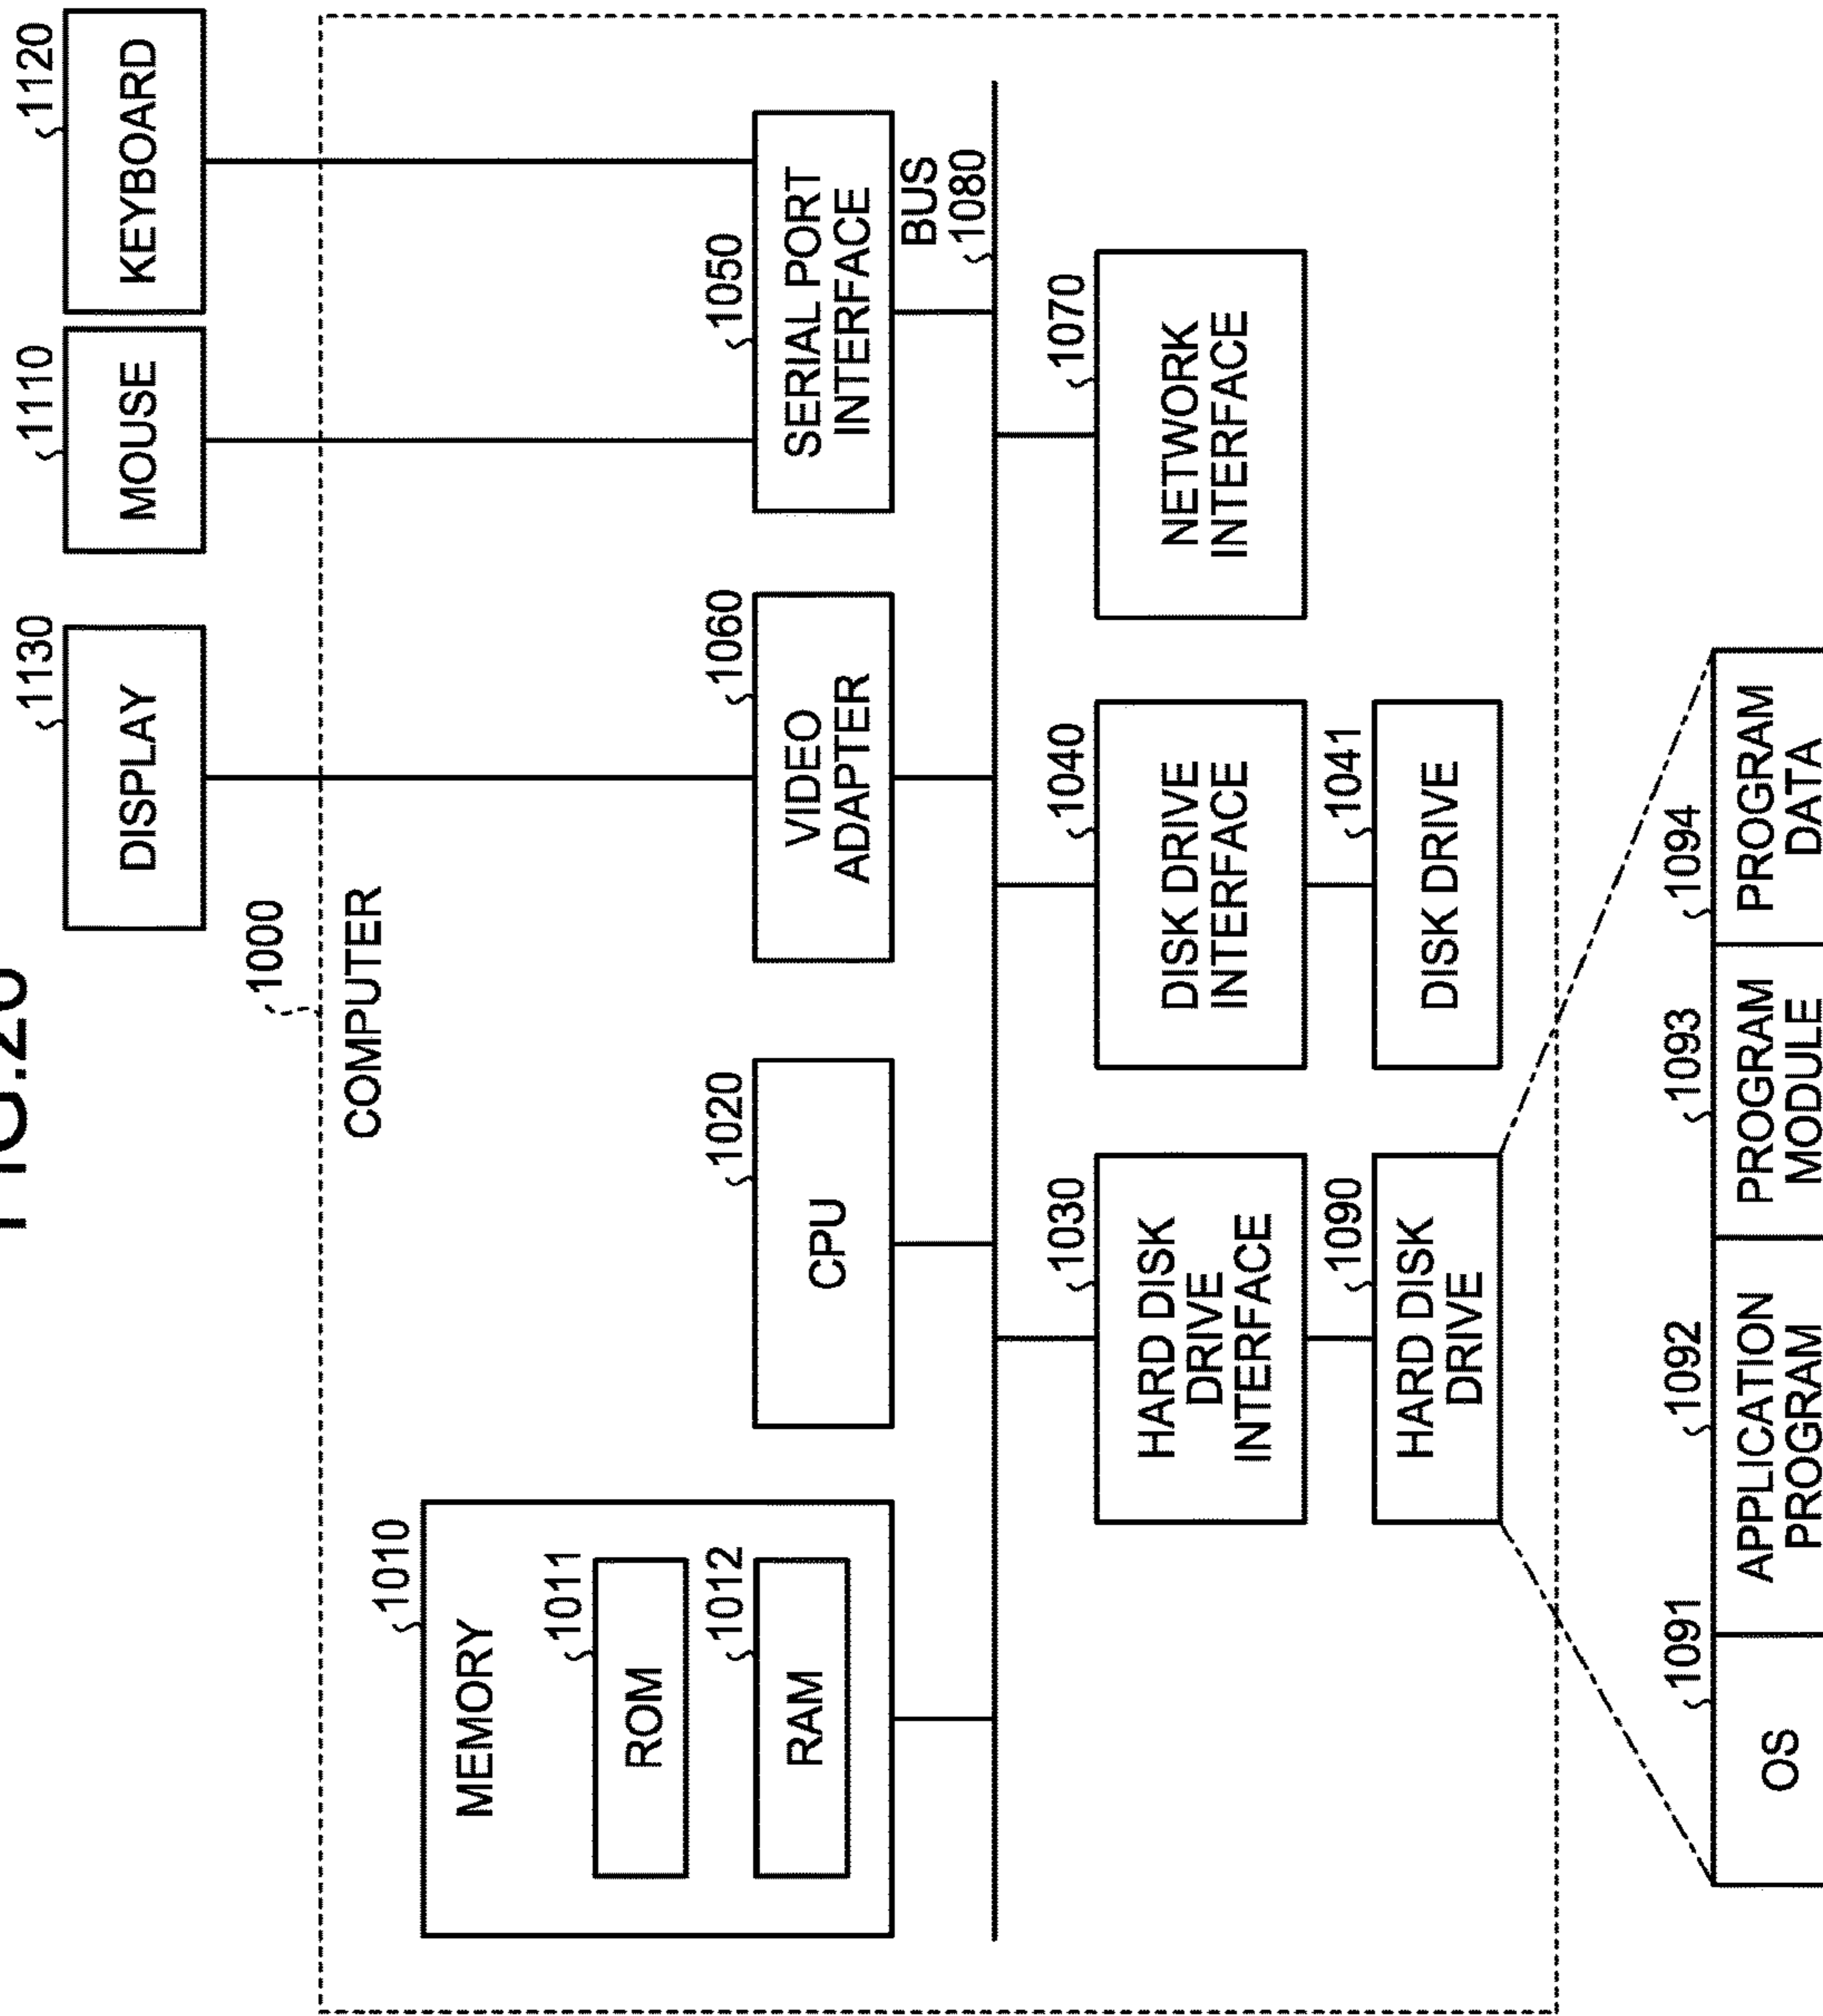 1130
1110
1120
DISPLAY
MOUSE
KEYBOARD
1000
COMPUTER
1010
MEMORY
1011
ROM
1012
RAM
1020
CPU
1060
VIDEO
ADAPTER
1050
SERIAL PORT
INTERFACE
BUS
1080
1030
HARD DISK
DRIVE
INTERFACE
1040
DISK DRIVE
INTERFACE
1070
NETWORK
INTERFACE
1090
HARD DISK
DRIVE
1041
DISK DRIVE
1091
OS
1092
APPLICATION
PROGRAM
1093
PROGRAM
MODULE
1094
PROGRAM
DATA